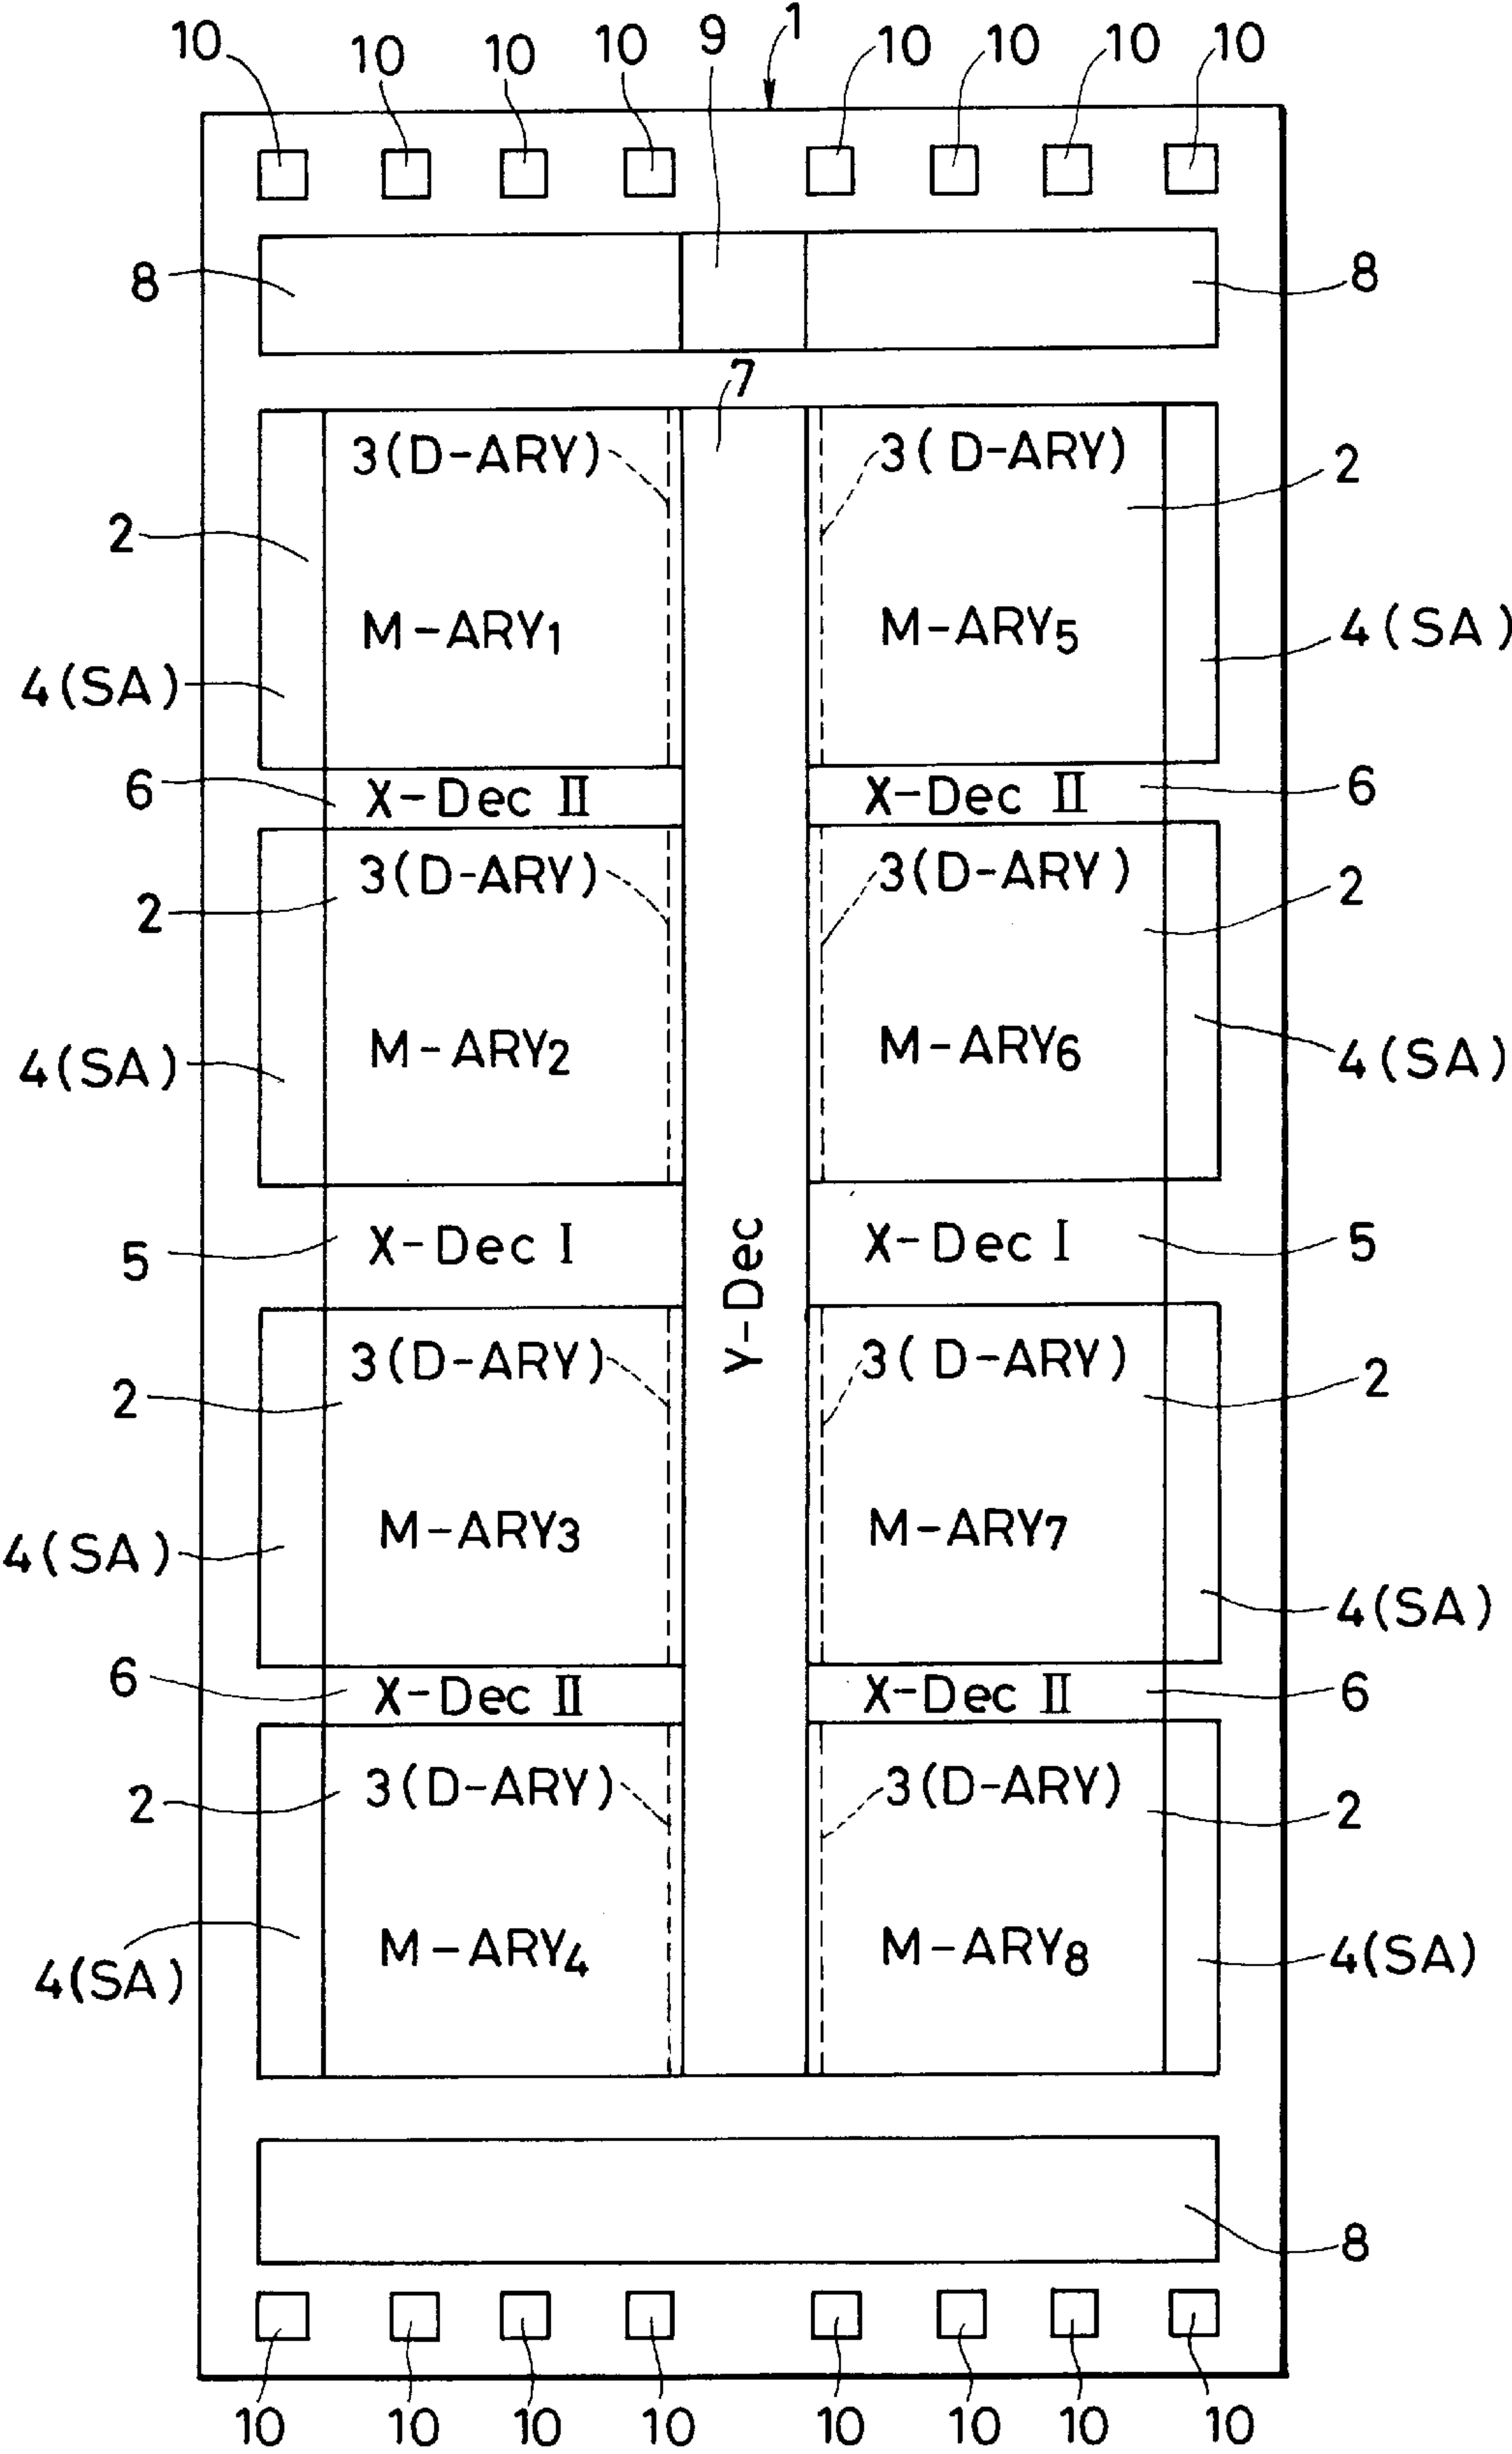 10 10 10 10 9 1 10 10 10 10
8 8
7
3(D-ARY) 3(D-ARY) 2
2
M-ARY1 M-ARY5 4(SA)
4(SA)
6 X-Dec II X-Dec II 6
3(D-ARY) 3(D-ARY) 2
2
4(SA) M-ARY2 M-ARY6 4(SA)
5 X-Dec I Y-Dec X-Dec I 5
3(D-ARY) 3(D-ARY) 2
2
4(SA) M-ARY3 M-ARY7
4(SA)
6 X-Dec II X-Dec II 6
2 3(D-ARY) 3(D-ARY) 2
4(SA) M-ARY4 M-ARY8 4(SA)
8
10 10 10 10 10 10 10 10